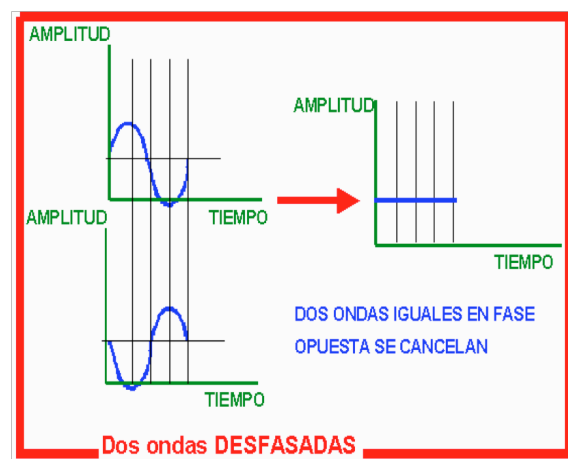 AMPLITUD
TIEMPO
AMPLITUD
TIEMPO
AMPLITUD
TIEMPO
DOS ONDAS IGUALES EN FASE
OPUESTA SE CANCELAN
Dos ondas DESFASADAS